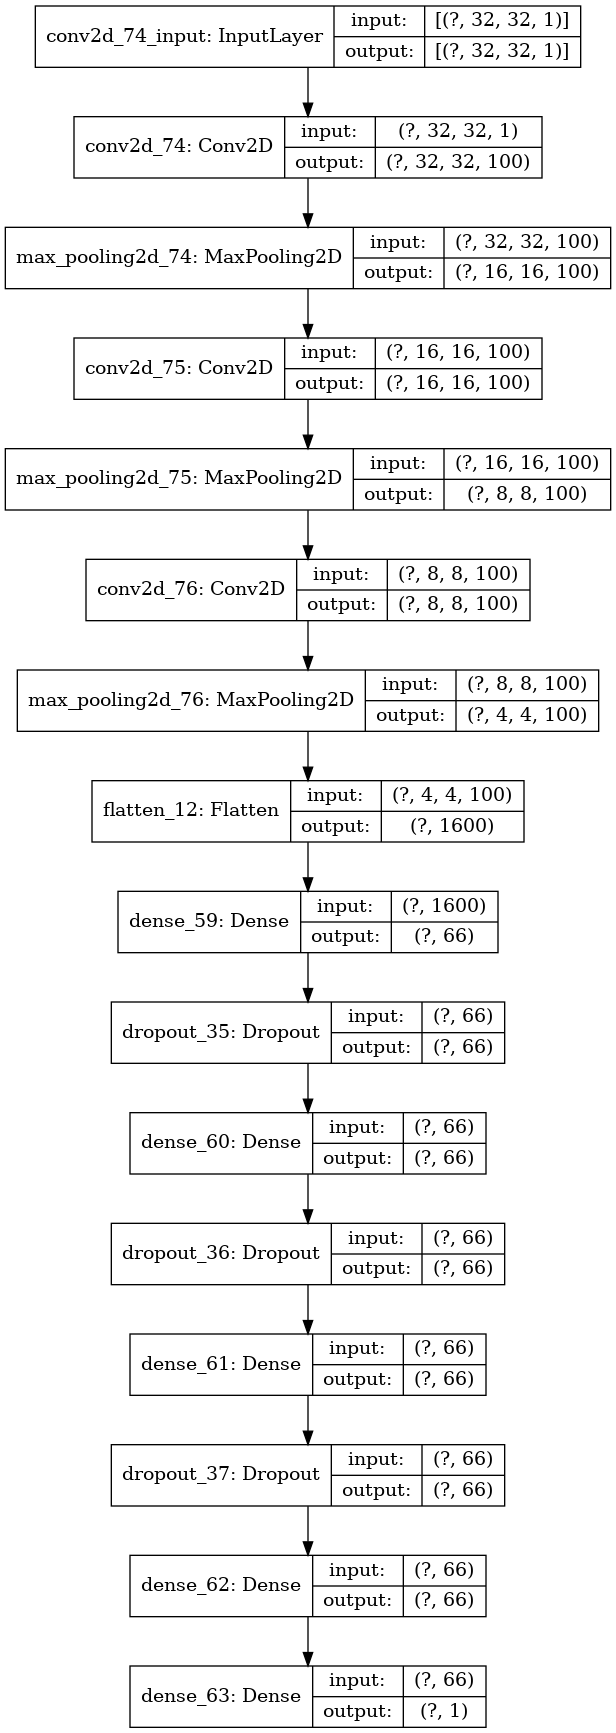 conv2d_74_input: InputLayer input: [(?, 32, 32, 1)]
output: [(?, 32, 32, 1)]
conv2d_74: Conv2D input: (?, 32, 32, 1)
output: (?, 32, 32, 100)
max_pooling2d_74: MaxPooling2D input: (?, 32, 32, 100)
output: (?, 16, 16, 100)
conv2d_75: Conv2D input: (?, 16, 16, 100)
output: (?, 16, 16, 100)
max_pooling2d_75: MaxPooling2D input: (?, 16, 16, 100)
output: (?, 8, 8, 100)
conv2d_76: Conv2D input: (?, 8, 8, 100)
output: (?, 8, 8, 100)
max_pooling2d_76: MaxPooling2D input: (?, 8, 8, 100)
output: (?, 4, 4, 100)
flatten_12: Flatten input: (?, 4, 4, 100)
output: (?, 1600)
dense_59: Dense input: (?, 1600)
output: (?, 66)
dropout_35: Dropout input: (?, 66)
output: (?, 66)
dense_60: Dense input: (?, 66)
output: (?, 66)
dropout_36: Dropout input: (?, 66)
output: (?, 66)
dense_61: Dense input: (?, 66)
output: (?, 66)
dropout_37: Dropout input: (?, 66)
output: (?, 66)
dense_62: Dense input: (?, 66)
output: (?, 66)
dense_63: Dense input: (?, 66)
output: (?, 1)